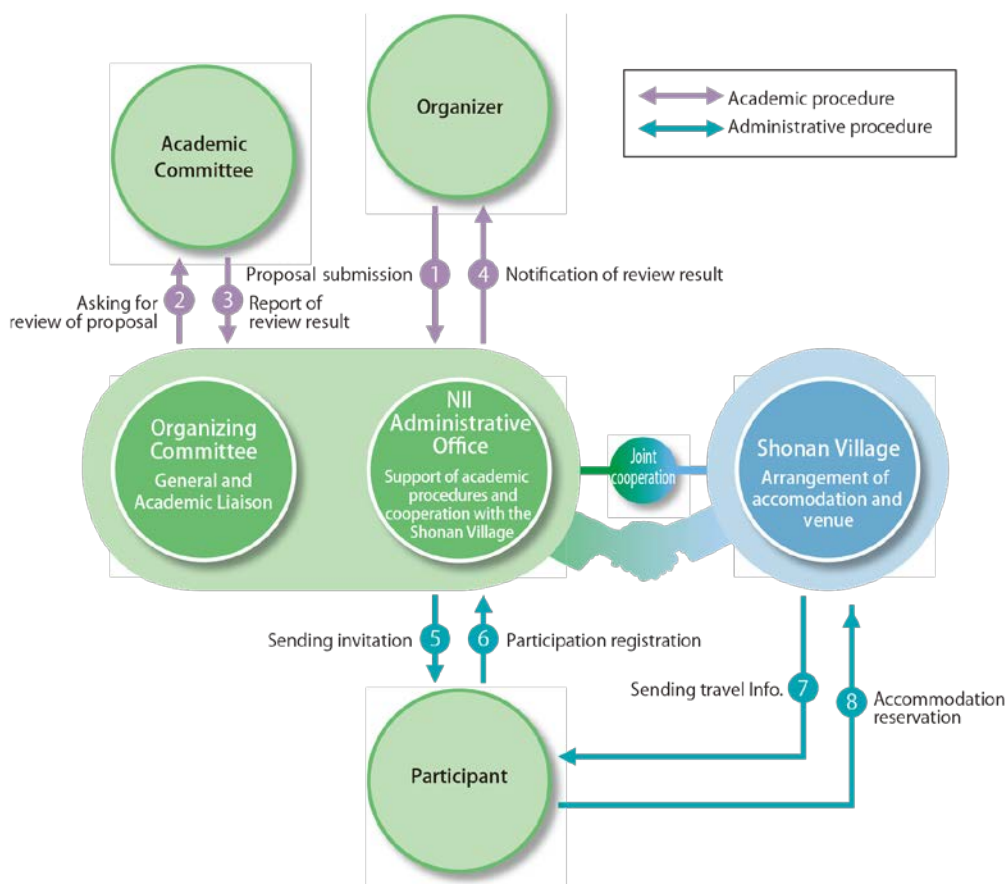 Academic
Committee
Organizer
Academic procedure
Administrative procedure
Proposal submission
1
4
Notification of review result
Asking for
review of proposal
2
3
Report of
review result
Organizing
Committee
General and
Academic Liaison
NII
Administrative
Office
Support of academic
procedures and
cooperation with the
Shonan Village
Joint
cooperation
Shonan Village
Arrangement of
accomodation and
venue
Sending invitation
5
6
Participation registration
Sending travel Info.
7
8
Accommodation
reservation
Participant